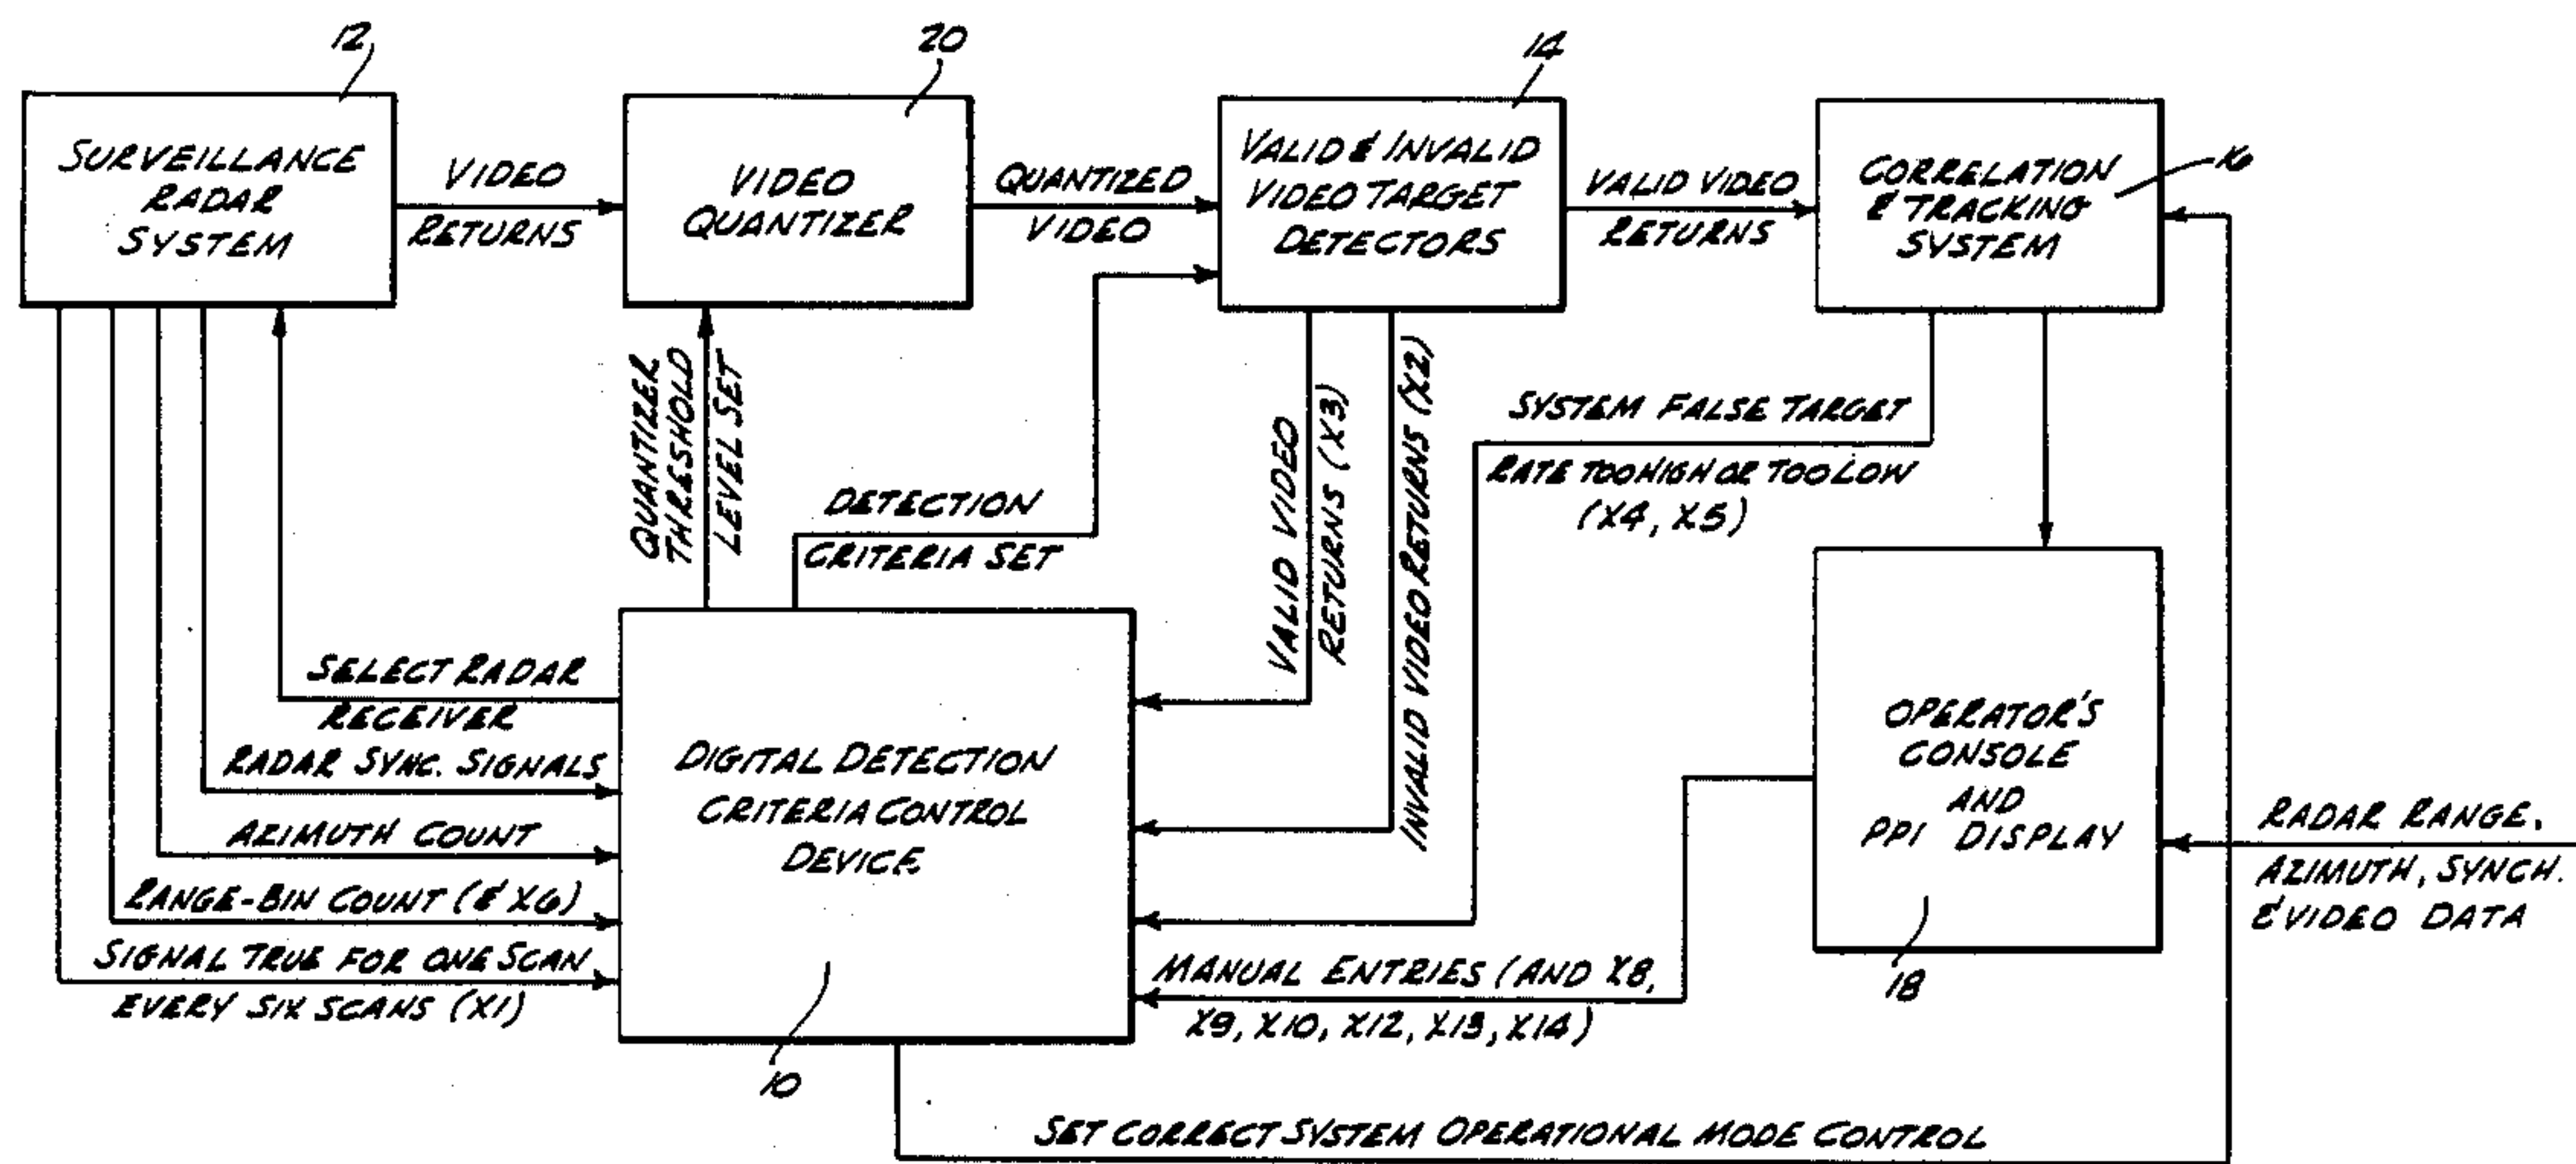 12
20
14
16
SURVEILLANCE
RADAR
SYSTEM
VIDEO
RETURNS
VIDEO
QUANTIZER
QUANTIZED
VIDEO
VALID & INVALID
VIDEO TARGET
DETECTORS
VALID VIDEO
RETURNS
CORRELATION
& TRACKING
SYSTEM
QUANTIZER
THRESHOLD
LEVEL SET
DETECTION
CRITERIA SET
VALID VIDEO
RETURNS (X3)
INVALID VIDEO RETURNS (X2)
SYSTEM FALSE TARGET
RATE TOO HIGH OR TOO LOW
(X4, X5)
SELECT RADAR
RECEIVER
RADAR SYNC. SIGNALS
AZIMUTH COUNT
RANGE-BIN COUNT (& X6)
SIGNAL TRUE FOR ONE SCAN
EVERY SIX SCANS (X1)
DIGITAL DETECTION
CRITERIA CONTROL
DEVICE
10
OPERATOR'S
CONSOLE
AND
PPI DISPLAY
18
RADAR RANGE,
AZIMUTH, SYNCH.
& VIDEO DATA
MANUAL ENTRIES (AND X8,
X9, X10, X12, X13, X14)
SET CORRECT SYSTEM OPERATIONAL MODE CONTROL